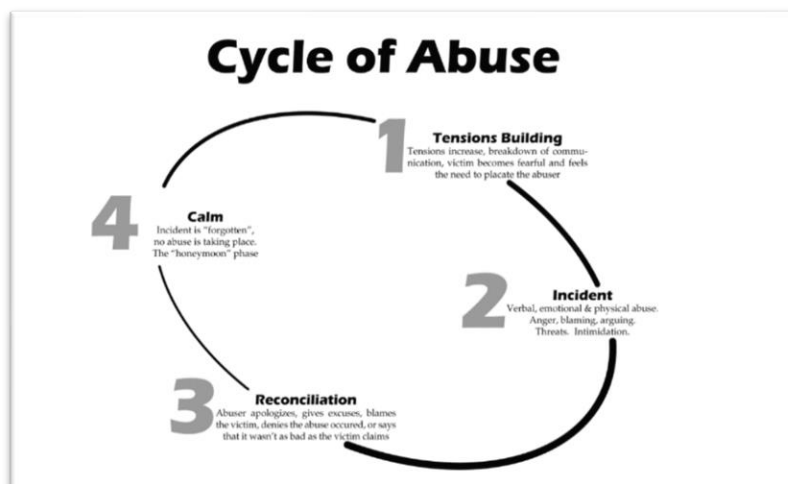 Cycle of Abuse
1
Tensions Building
Tensions increase, breakdown of commu-
nication, victim becomes fearful and feels
the need to placate the abuser
2
Incident
Verbal, emotional & physical abuse.
Anger, blaming, arguing.
Threats. Intimidation.
3
Reconciliation
Abuser apologizes, gives excuses, blames
the victim, denies the abuse occured, or says
that it wasn't as bad as the victim claims
4
Calm
Incident is "forgotten",
no abuse is taking place.
The "honeymoon" phase